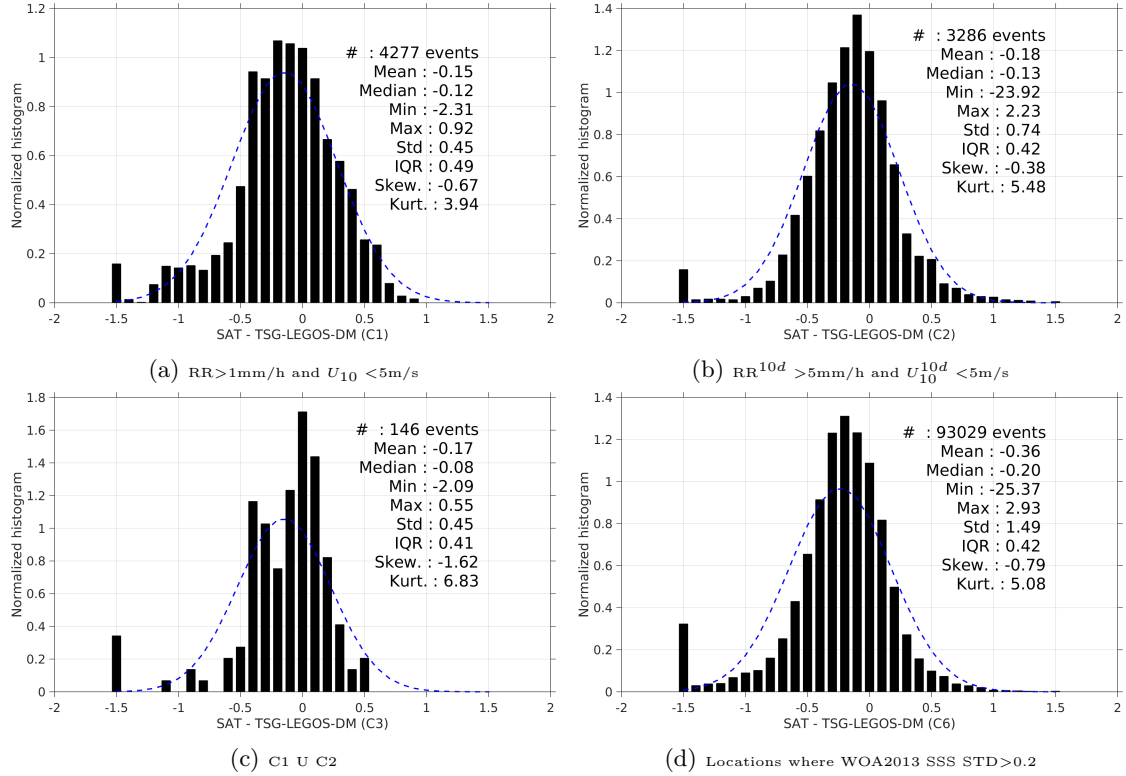 1.2
1
0.8
0.6
0.4
0.2
0
Normalized histogram
# : 4277 events
Mean : -0.15
Median : -0.12
Min : -2.31
Max : 0.92
Std : 0.45
IQR : 0.49
Skew. : -0.67
Kurt. : 3.94
-2 -1.5 -1 -0.5 0 0.5 1 1.5 2
SAT - TSG-LEGOS-DM (C1)
(a) RR>1mm/h and U10 <5m/s
1.4
1.2
1
0.8
0.6
0.4
0.2
0
Normalized histogram
# : 3286 events
Mean : -0.18
Median : -0.13
Min : -23.92
Max : 2.23
Std : 0.74
IQR : 0.42
Skew. : -0.38
Kurt. : 5.48
-2 -1.5 -1 -0.5 0 0.5 1 1.5 2
SAT - TSG-LEGOS-DM (C2)
(b) RR^10d >5mm/h and U_10^10d <5m/s
1.8
1.6
1.4
1.2
1
0.8
0.6
0.4
0.2
0
Normalized histogram
# : 146 events
Mean : -0.17
Median : -0.08
Min : -2.09
Max : 0.55
Std : 0.45
IQR : 0.41
Skew. : -1.62
Kurt. : 6.83
-2 -1.5 -1 -0.5 0 0.5 1 1.5 2
SAT - TSG-LEGOS-DM (C3)
(c) C1 U C2
1.4
1.2
1
0.8
0.6
0.4
0.2
0
Normalized histogram
# : 93029 events
Mean : -0.36
Median : -0.20
Min : -25.37
Max : 2.93
Std : 1.49
IQR : 0.42
Skew. : -0.79
Kurt. : 5.08
-2 -1.5 -1 -0.5 0 0.5 1 1.5 2
SAT - TSG-LEGOS-DM (C6)
(d) Locations where WOA2013 SSS STD>0.2